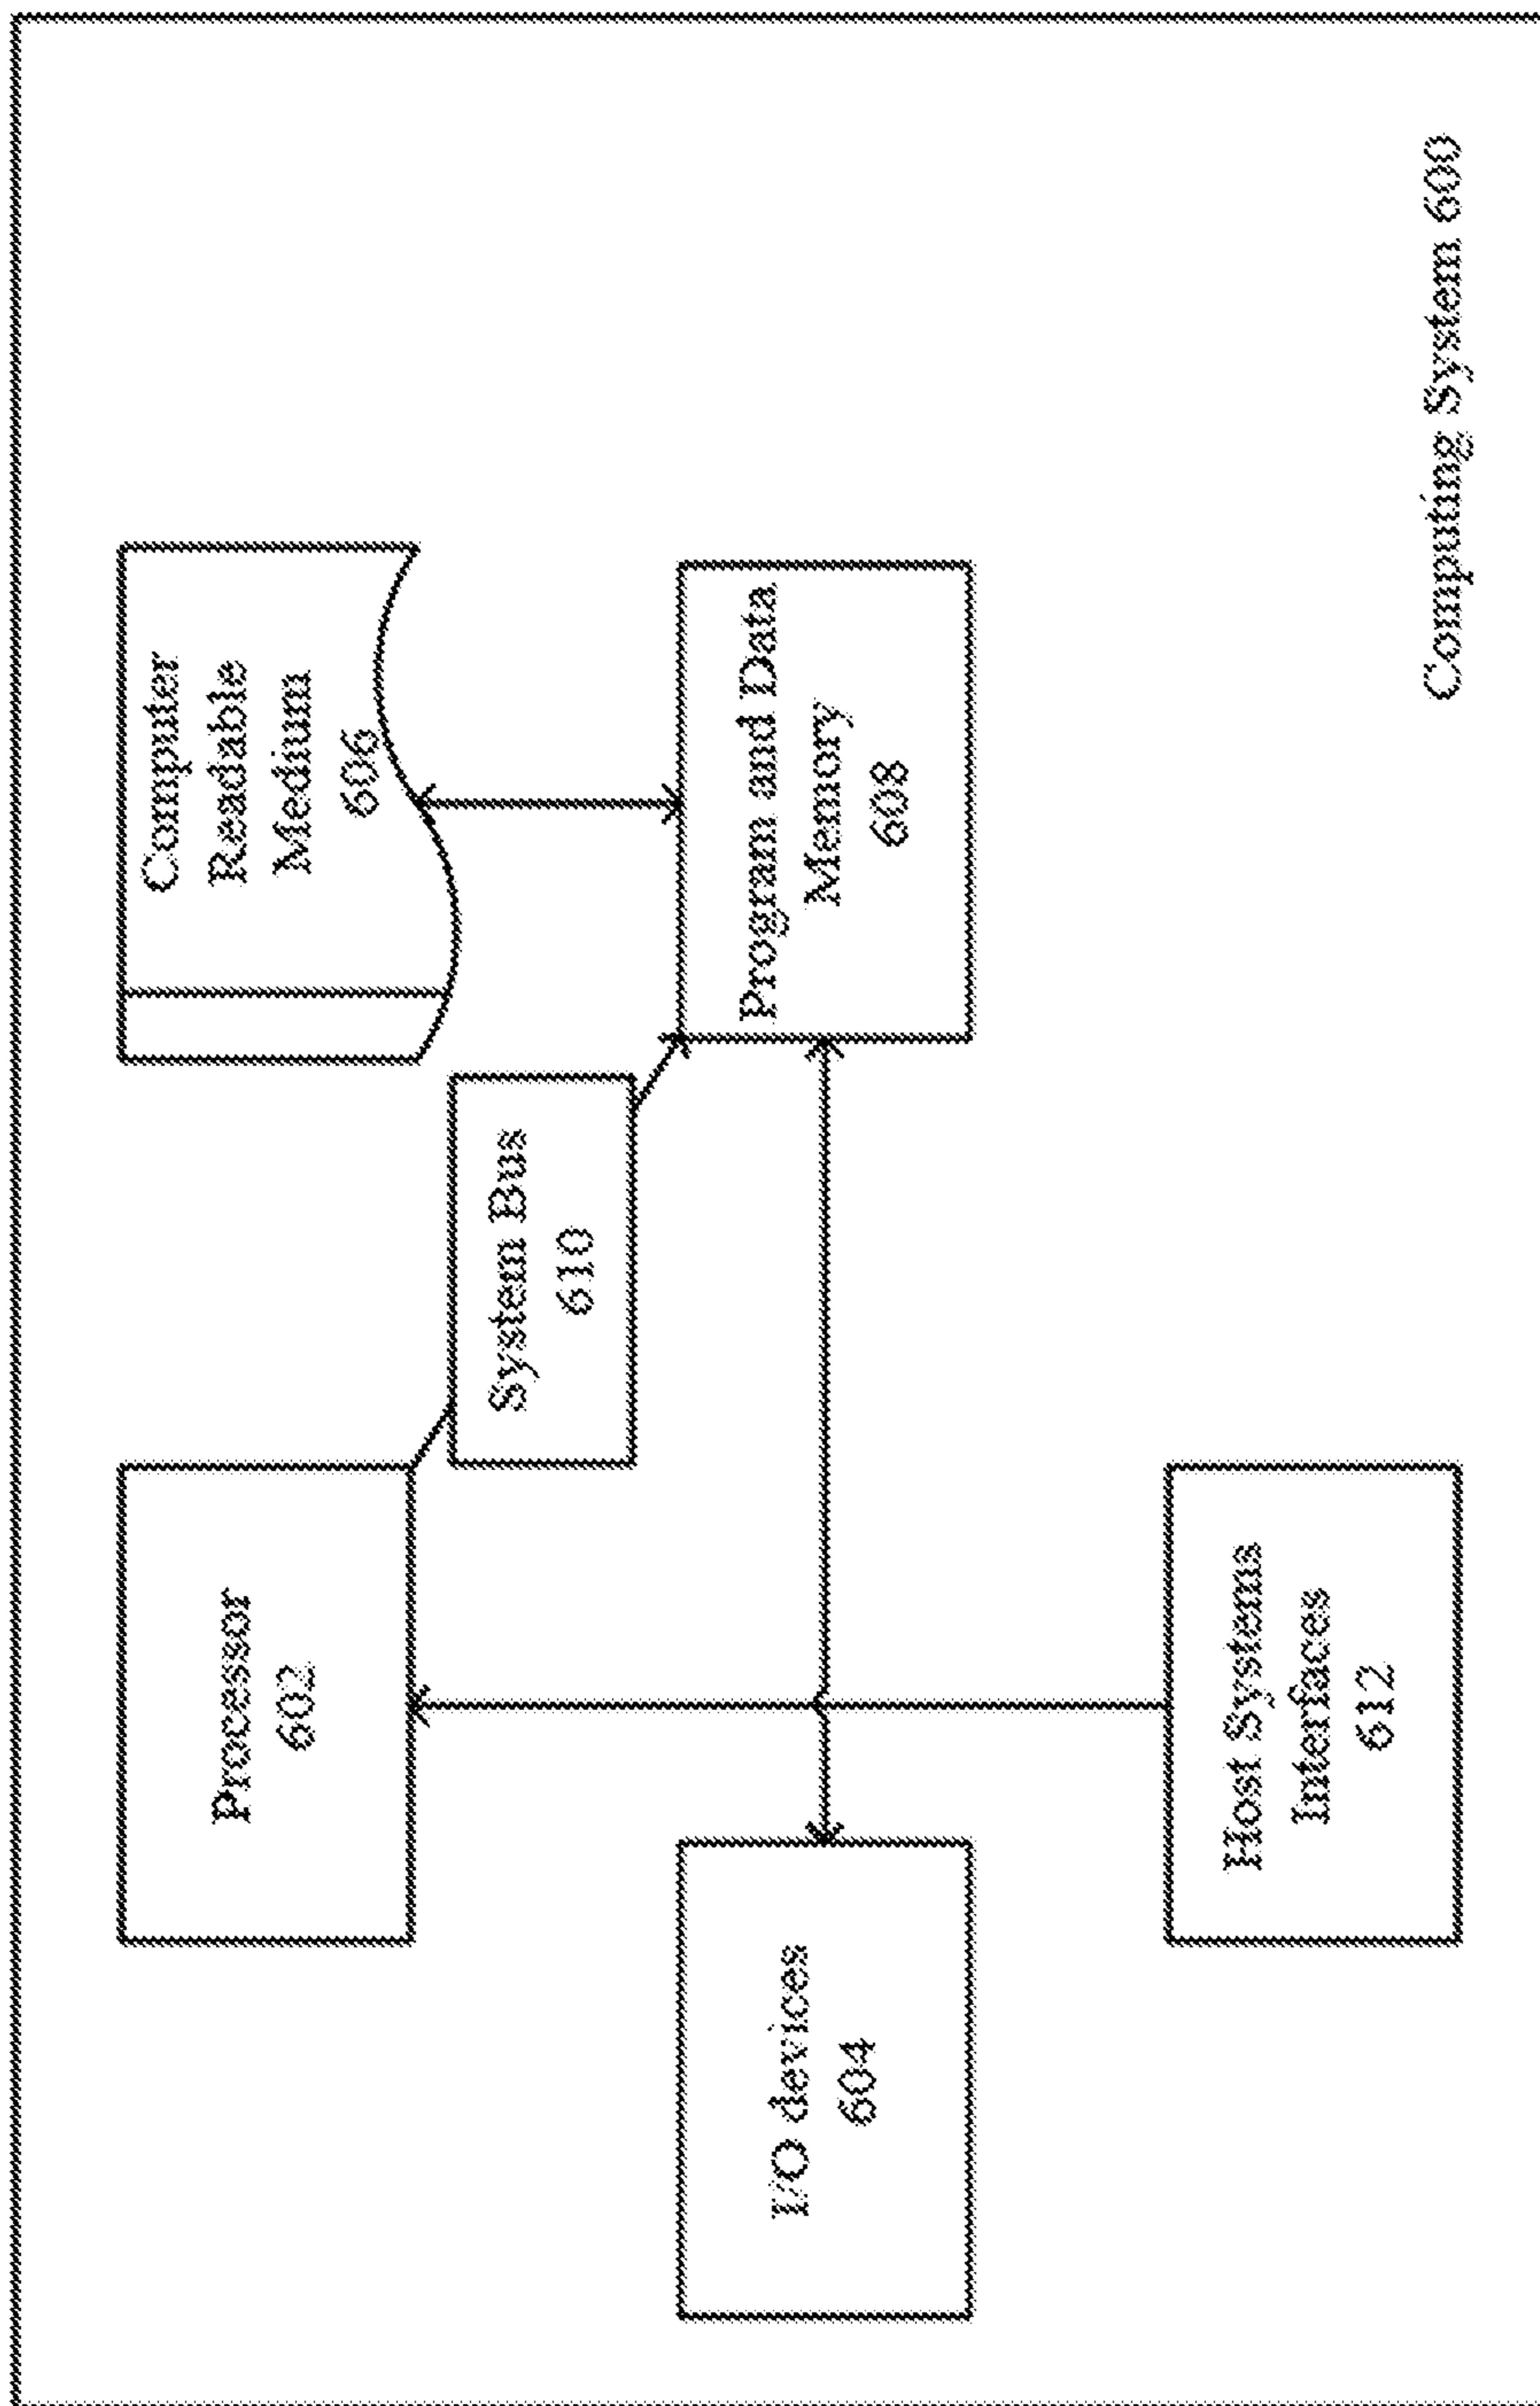 Processor
602
Computer
Readable
Medium
606
System Bus
610
I/O devices
604
Program and Data
Memory
608
Host Systems
Interfaces
612
Computing System 600